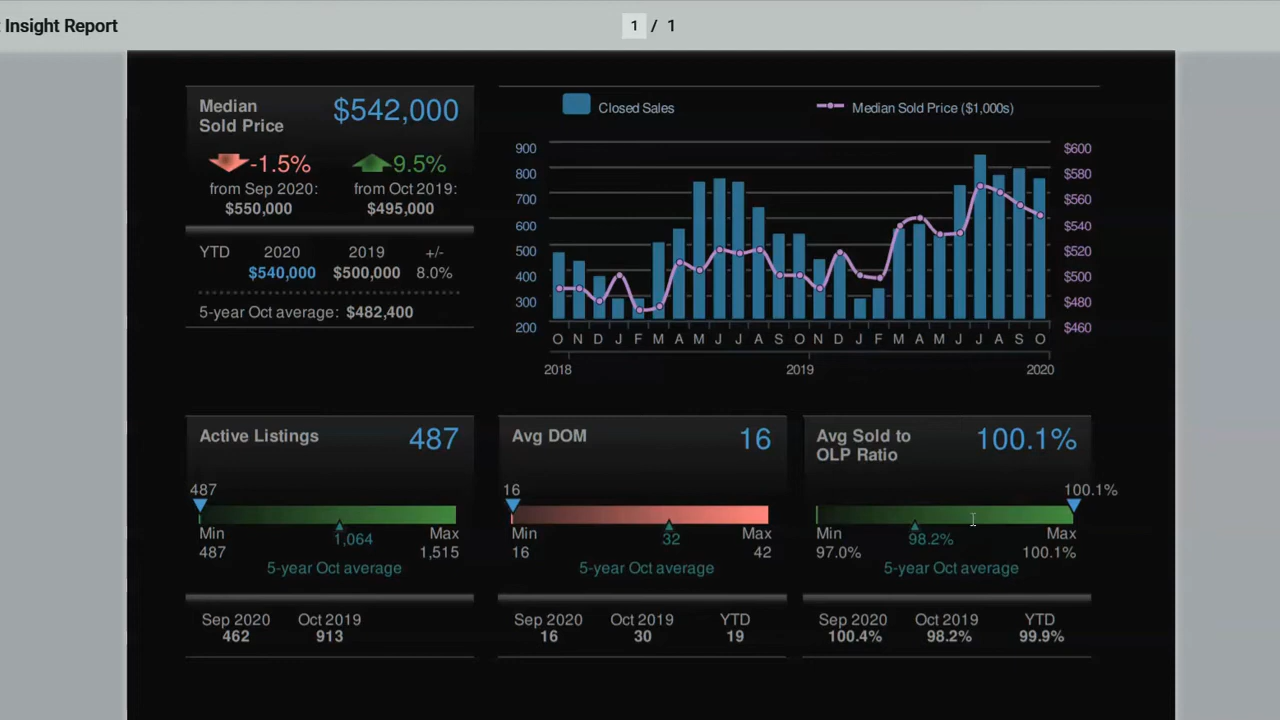 Insight Report
1 / 1
Median
Sold Price
$542,000
-1.5%
9.5%
from Sep 2020:
from Oct 2019:
$550,000
$495,000
YTD 2020 2019 +/-
$540,000 $500,000 8.0%
5-year Oct average: $482,400
Closed Sales
Median Sold Price ($1,000s)
900
800
700
600
500
400
300
200
$600
$580
$560
$540
$520
$500
$480
$460
O N D J F M A M J J A S O N D J F M A M J J A S O
2018 2019 2020
Active Listings
487
487
Min Max
1,064
487 1,515
5-year Oct average
Sep 2020 Oct 2019
462 913
Avg DOM
16
16
Min Max
32
16 42
5-year Oct average
Sep 2020 Oct 2019 YTD
16 30 19
Avg Sold to
OLP Ratio
100.1%
100.1%
Min Max
98.2%
97.0% 100.1%
5-year Oct average
Sep 2020 Oct 2019 YTD
100.4% 98.2% 99.9%